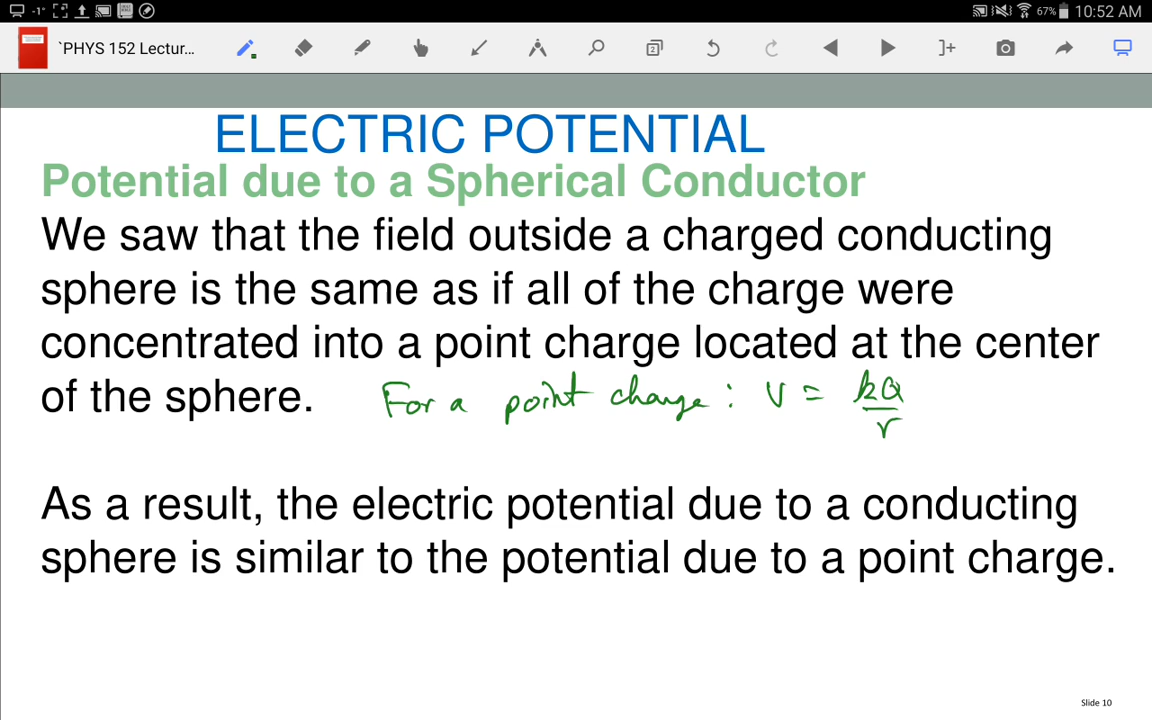 -1° 67% 10:52 AM
`PHYS 152 Lectur... 2
ELECTRIC POTENTIAL
Potential due to a Spherical Conductor
We saw that the field outside a charged conducting
sphere is the same as if all of the charge were
concentrated into a point charge located at the center
of the sphere. For a point charge: V = kQ/r
As a result, the electric potential due to a conducting
sphere is similar to the potential due to a point charge.
Slide 10